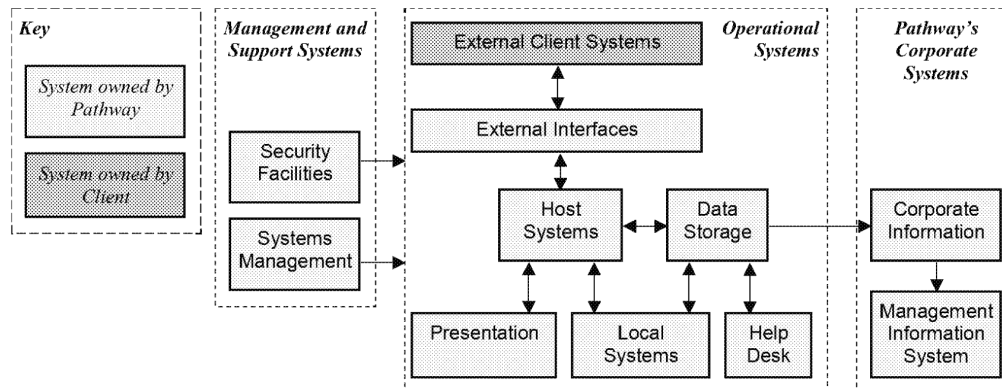 Key
System owned by
Pathway
System owned by
Client
Management and
Support Systems
Security
Facilities
Systems
Management
Operational
Systems
External Client Systems
External Interfaces
Host
Systems
Data
Storage
Presentation
Local
Systems
Help
Desk
Pathway's
Corporate
Systems
Corporate
Information
Management
Information
System